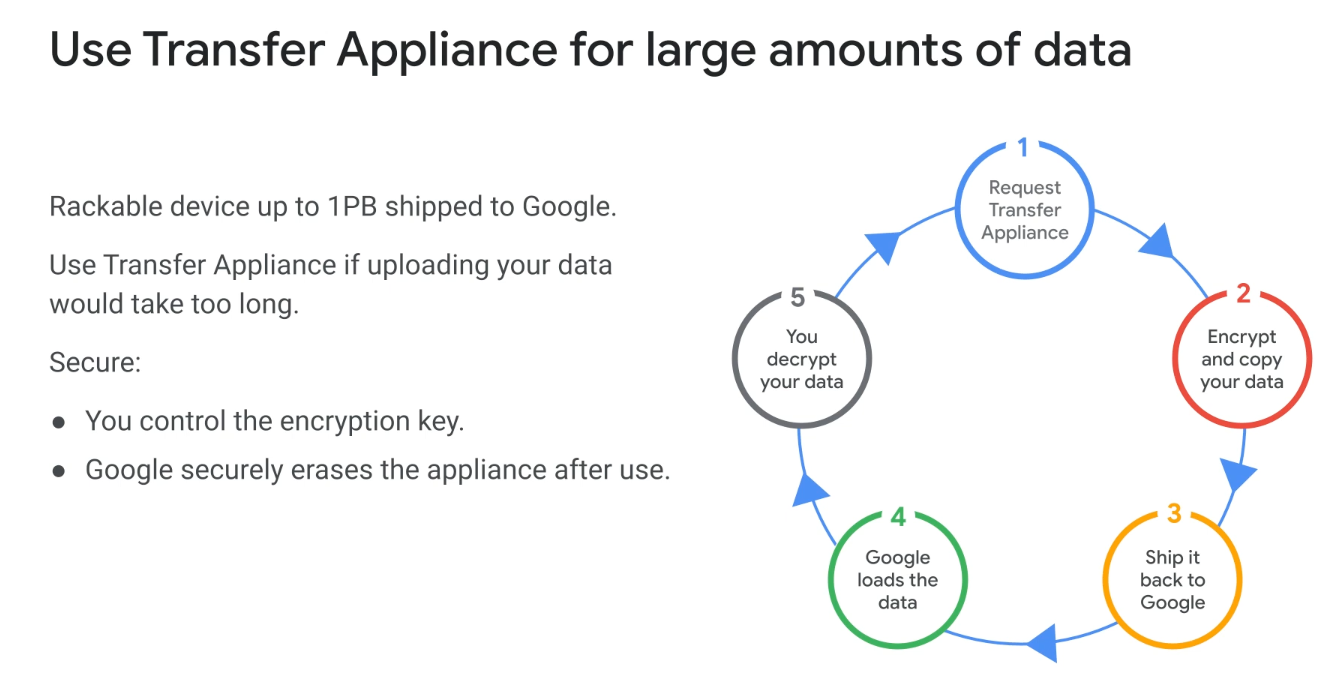 Use Transfer Appliance for large amounts of data
Rackable device up to 1PB shipped to Google.
Use Transfer Appliance if uploading your data
would take too long.
Secure:
● You control the encryption key.
● Google securely erases the appliance after use.
1
Request
Transfer
Appliance
2
Encrypt
and copy
your data
3
Ship it
back to
Google
4
Google
loads the
data
5
You
decrypt
your data